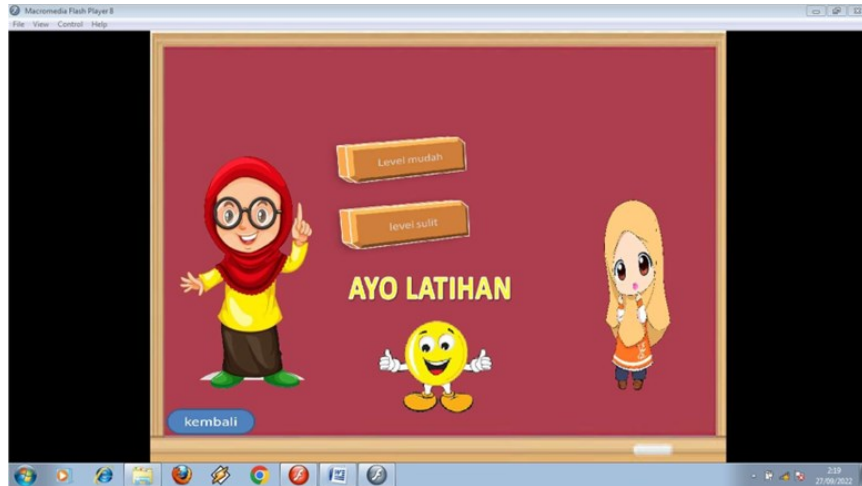 Macromedia Flash Player 8
File View Control Help
Level mudah
level sulit
AYO LATIHAN
kembali
2:19
27/09/2022